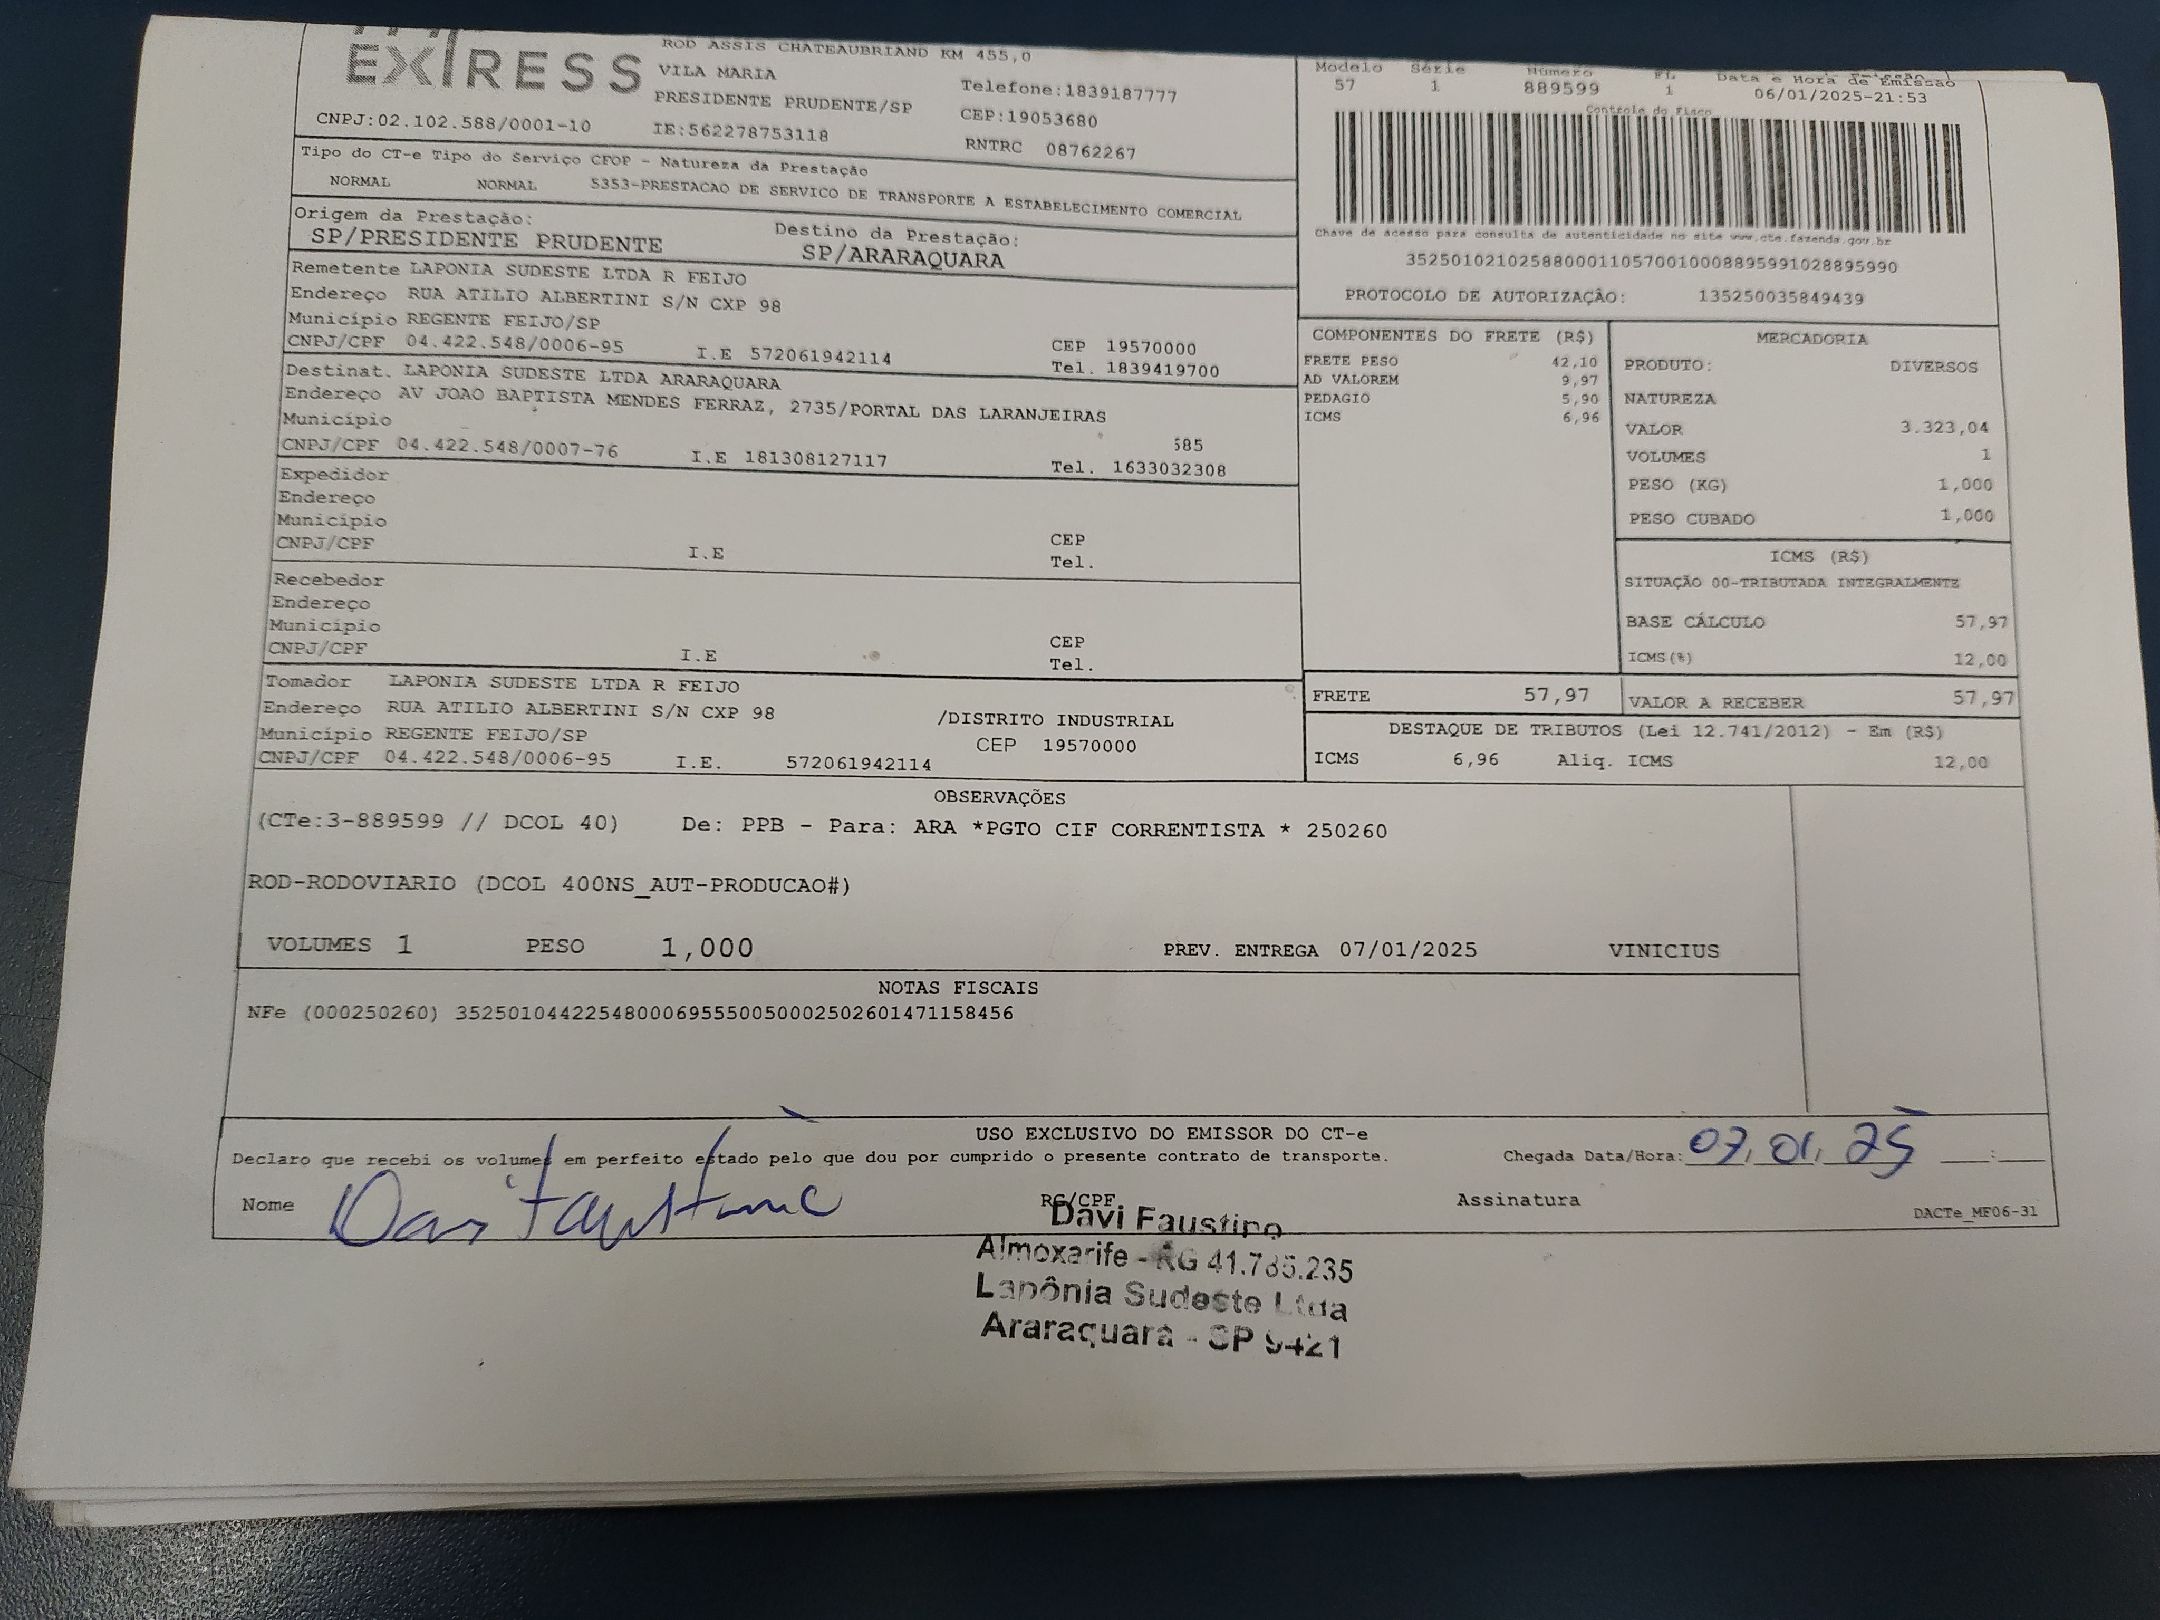 EXPRESS
ROD ASSIS CHATEAUBRIAND KM 455,0
VILA MARIA
PRESIDENTE PRUDENTE/SP
Telefone:1839187777
CEP:19053680
CNPJ:02.102.588/0001-10
IE:562278753118
RNTRC 08762267
Modelo Série Número FL Data e Hora de Emissão
57 1 889599 1 06/01/2025-21:53
Controle do Fisco
Tipo do CT-e Tipo do Serviço CFOP - Natureza da Prestação
NORMAL NORMAL 5353-PRESTACAO DE SERVICO DE TRANSPORTE A ESTABELECIMENTO COMERCIAL
Origem da Prestação: Destino da Prestação:
SP/PRESIDENTE PRUDENTE SP/ARARAQUARA
Chave de acesso para consulta de autenticidade no site www.cte.fazenda.gov.br
35250102102588000110570010008895991028895990
PROTOCOLO DE AUTORIZAÇÃO: 135250035849439
Remetente LAPONIA SUDESTE LTDA R FEIJO
Endereço RUA ATILIO ALBERTINI S/N CXP 98
Município REGENTE FEIJO/SP
CEP 19570000
CNPJ/CPF 04.422.548/0006-95 I.E 572061942114 Tel. 1839419700
Destinat. LAPONIA SUDESTE LTDA ARARAQUARA
Endereço AV JOAO BAPTISTA MENDES FERRAZ, 2735/PORTAL DAS LARANJEIRAS
Município
585
CNPJ/CPF 04.422.548/0007-76 I.E 181308127117 Tel. 1633032308
Expedidor
Endereço
Município
CEP
CNPJ/CPF I.E Tel.
Recebedor
Endereço
Município
CEP
CNPJ/CPF I.E Tel.
Tomador LAPONIA SUDESTE LTDA R FEIJO
Endereço RUA ATILIO ALBERTINI S/N CXP 98 /DISTRITO INDUSTRIAL
Município REGENTE FEIJO/SP CEP 19570000
CNPJ/CPF 04.422.548/0006-95 I.E. 572061942114
COMPONENTES DO FRETE (R$)
FRETE PESO 42,10
AD VALOREM 9,97
PEDAGIO 5,90
ICMS 6,96
MERCADORIA
PRODUTO: DIVERSOS
NATUREZA
VALOR 3.323,04
VOLUMES 1
PESO (KG) 1,000
PESO CUBADO 1,000
ICMS (R$)
SITUAÇÃO 00-TRIBUTADA INTEGRALMENTE
BASE CÁLCULO 57,97
ICMS(%) 12,00
FRETE 57,97 VALOR A RECEBER 57,97
DESTAQUE DE TRIBUTOS (Lei 12.741/2012) - Em (R$)
ICMS 6,96 Aliq. ICMS 12,00
OBSERVAÇÕES
(CTe:3-889599 // DCOL 40) De: PPB - Para: ARA *PGTO CIF CORRENTISTA * 250260
ROD-RODOVIARIO (DCOL 400NS_AUT-PRODUCAO#)
VOLUMES 1 PESO 1,000 PREV. ENTREGA 07/01/2025 VINICIUS
NOTAS FISCAIS
NFe (000250260) 35250104422548000695550050002502601471158456
USO EXCLUSIVO DO EMISSOR DO CT-e
Declaro que recebi os volumes em perfeito estado pelo que dou por cumprido o presente contrato de transporte. Chegada Data/Hora: 07.01.25 :
Nome RG/CPF Assinatura
DACTe_MF06-31
Davi Faustino
Almoxarife - RG 41.785.235
Lapônia Sudeste Ltda
Araraquara - SP 9421